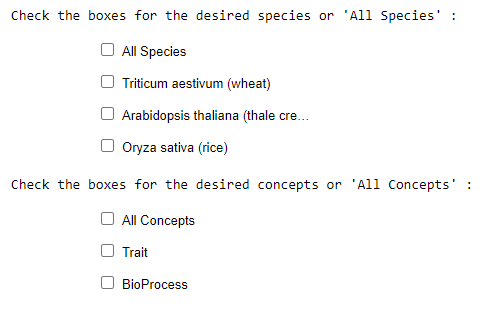 Check the boxes for the desired species or 'All Species' :
All Species
Triticum aestivum (wheat)
Arabidopsis thaliana (thale cre...
Oryza sativa (rice)
Check the boxes for the desired concepts or 'All Concepts' :
All Concepts
Trait
BioProcess